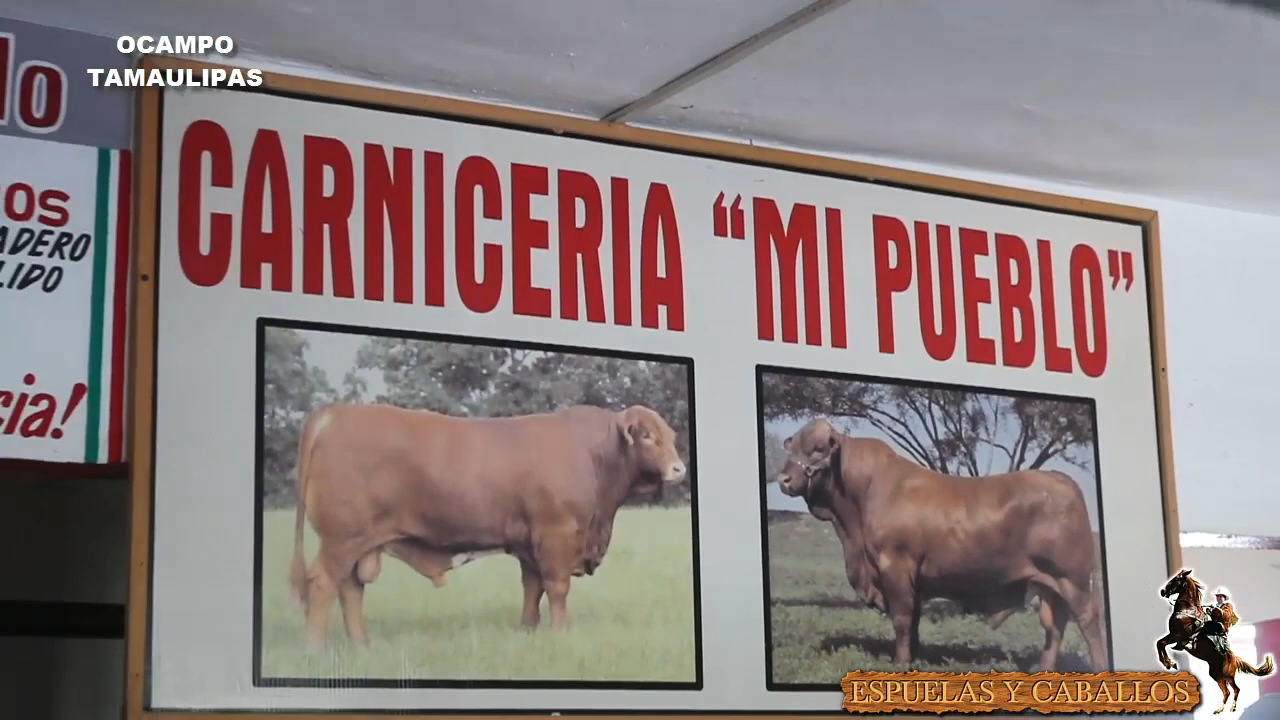 OCAMPO
TAMAULIPAS
CARNICERIA "MI PUEBLO"
ESPUELAS Y CABALLOS